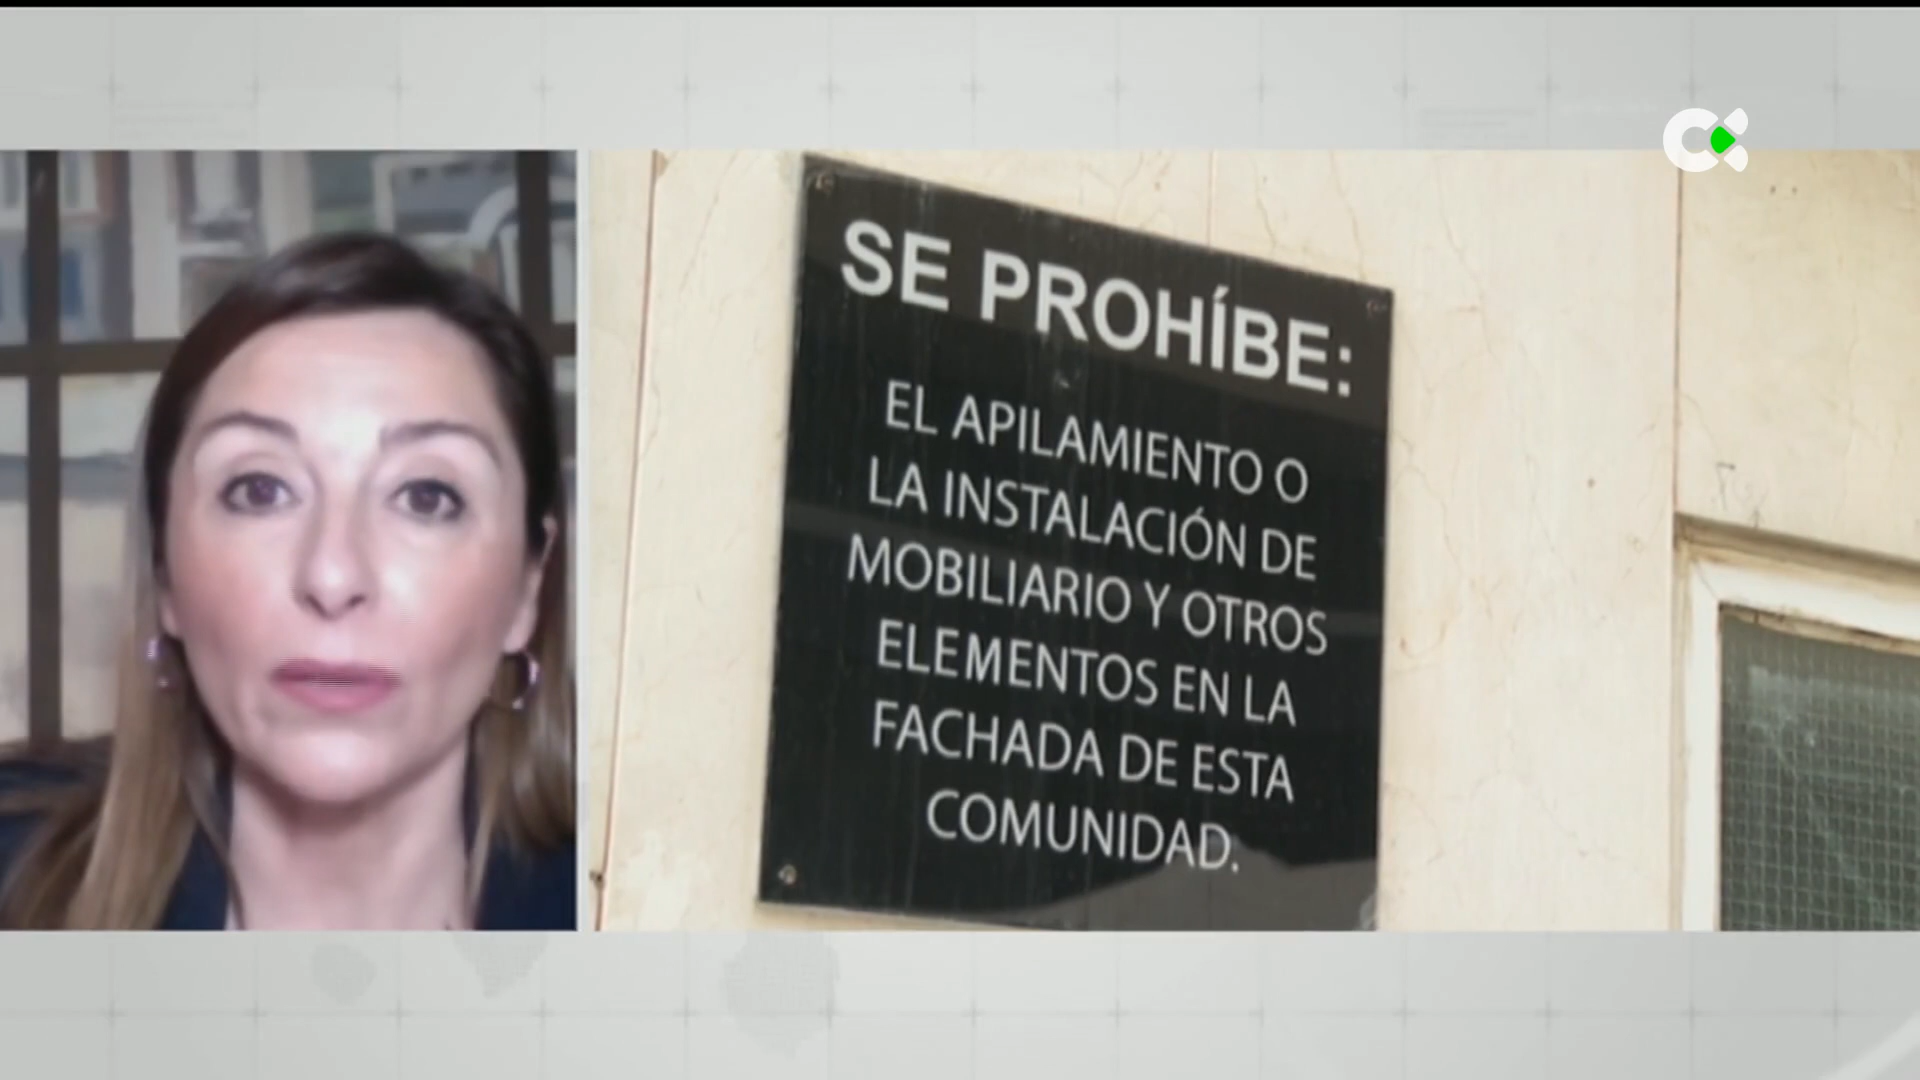 SE PROHÍBE:
EL APILAMIENTO O
LA INSTALACIÓN DE
MOBILIARIO Y OTROS
ELEMENTOS EN LA
FACHADA DE ESTA
COMUNIDAD.